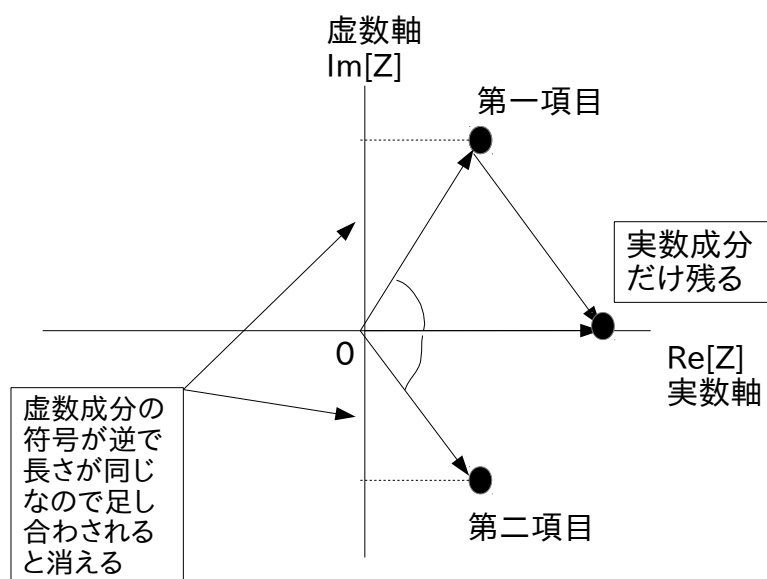 虚数軸
Im[Z]
第一項目
実数成分
だけ残る
0
Re[Z]
実数軸
虚数成分の
符号が逆で
長さが同じ
なので足し
合わされる
と消える
第二項目